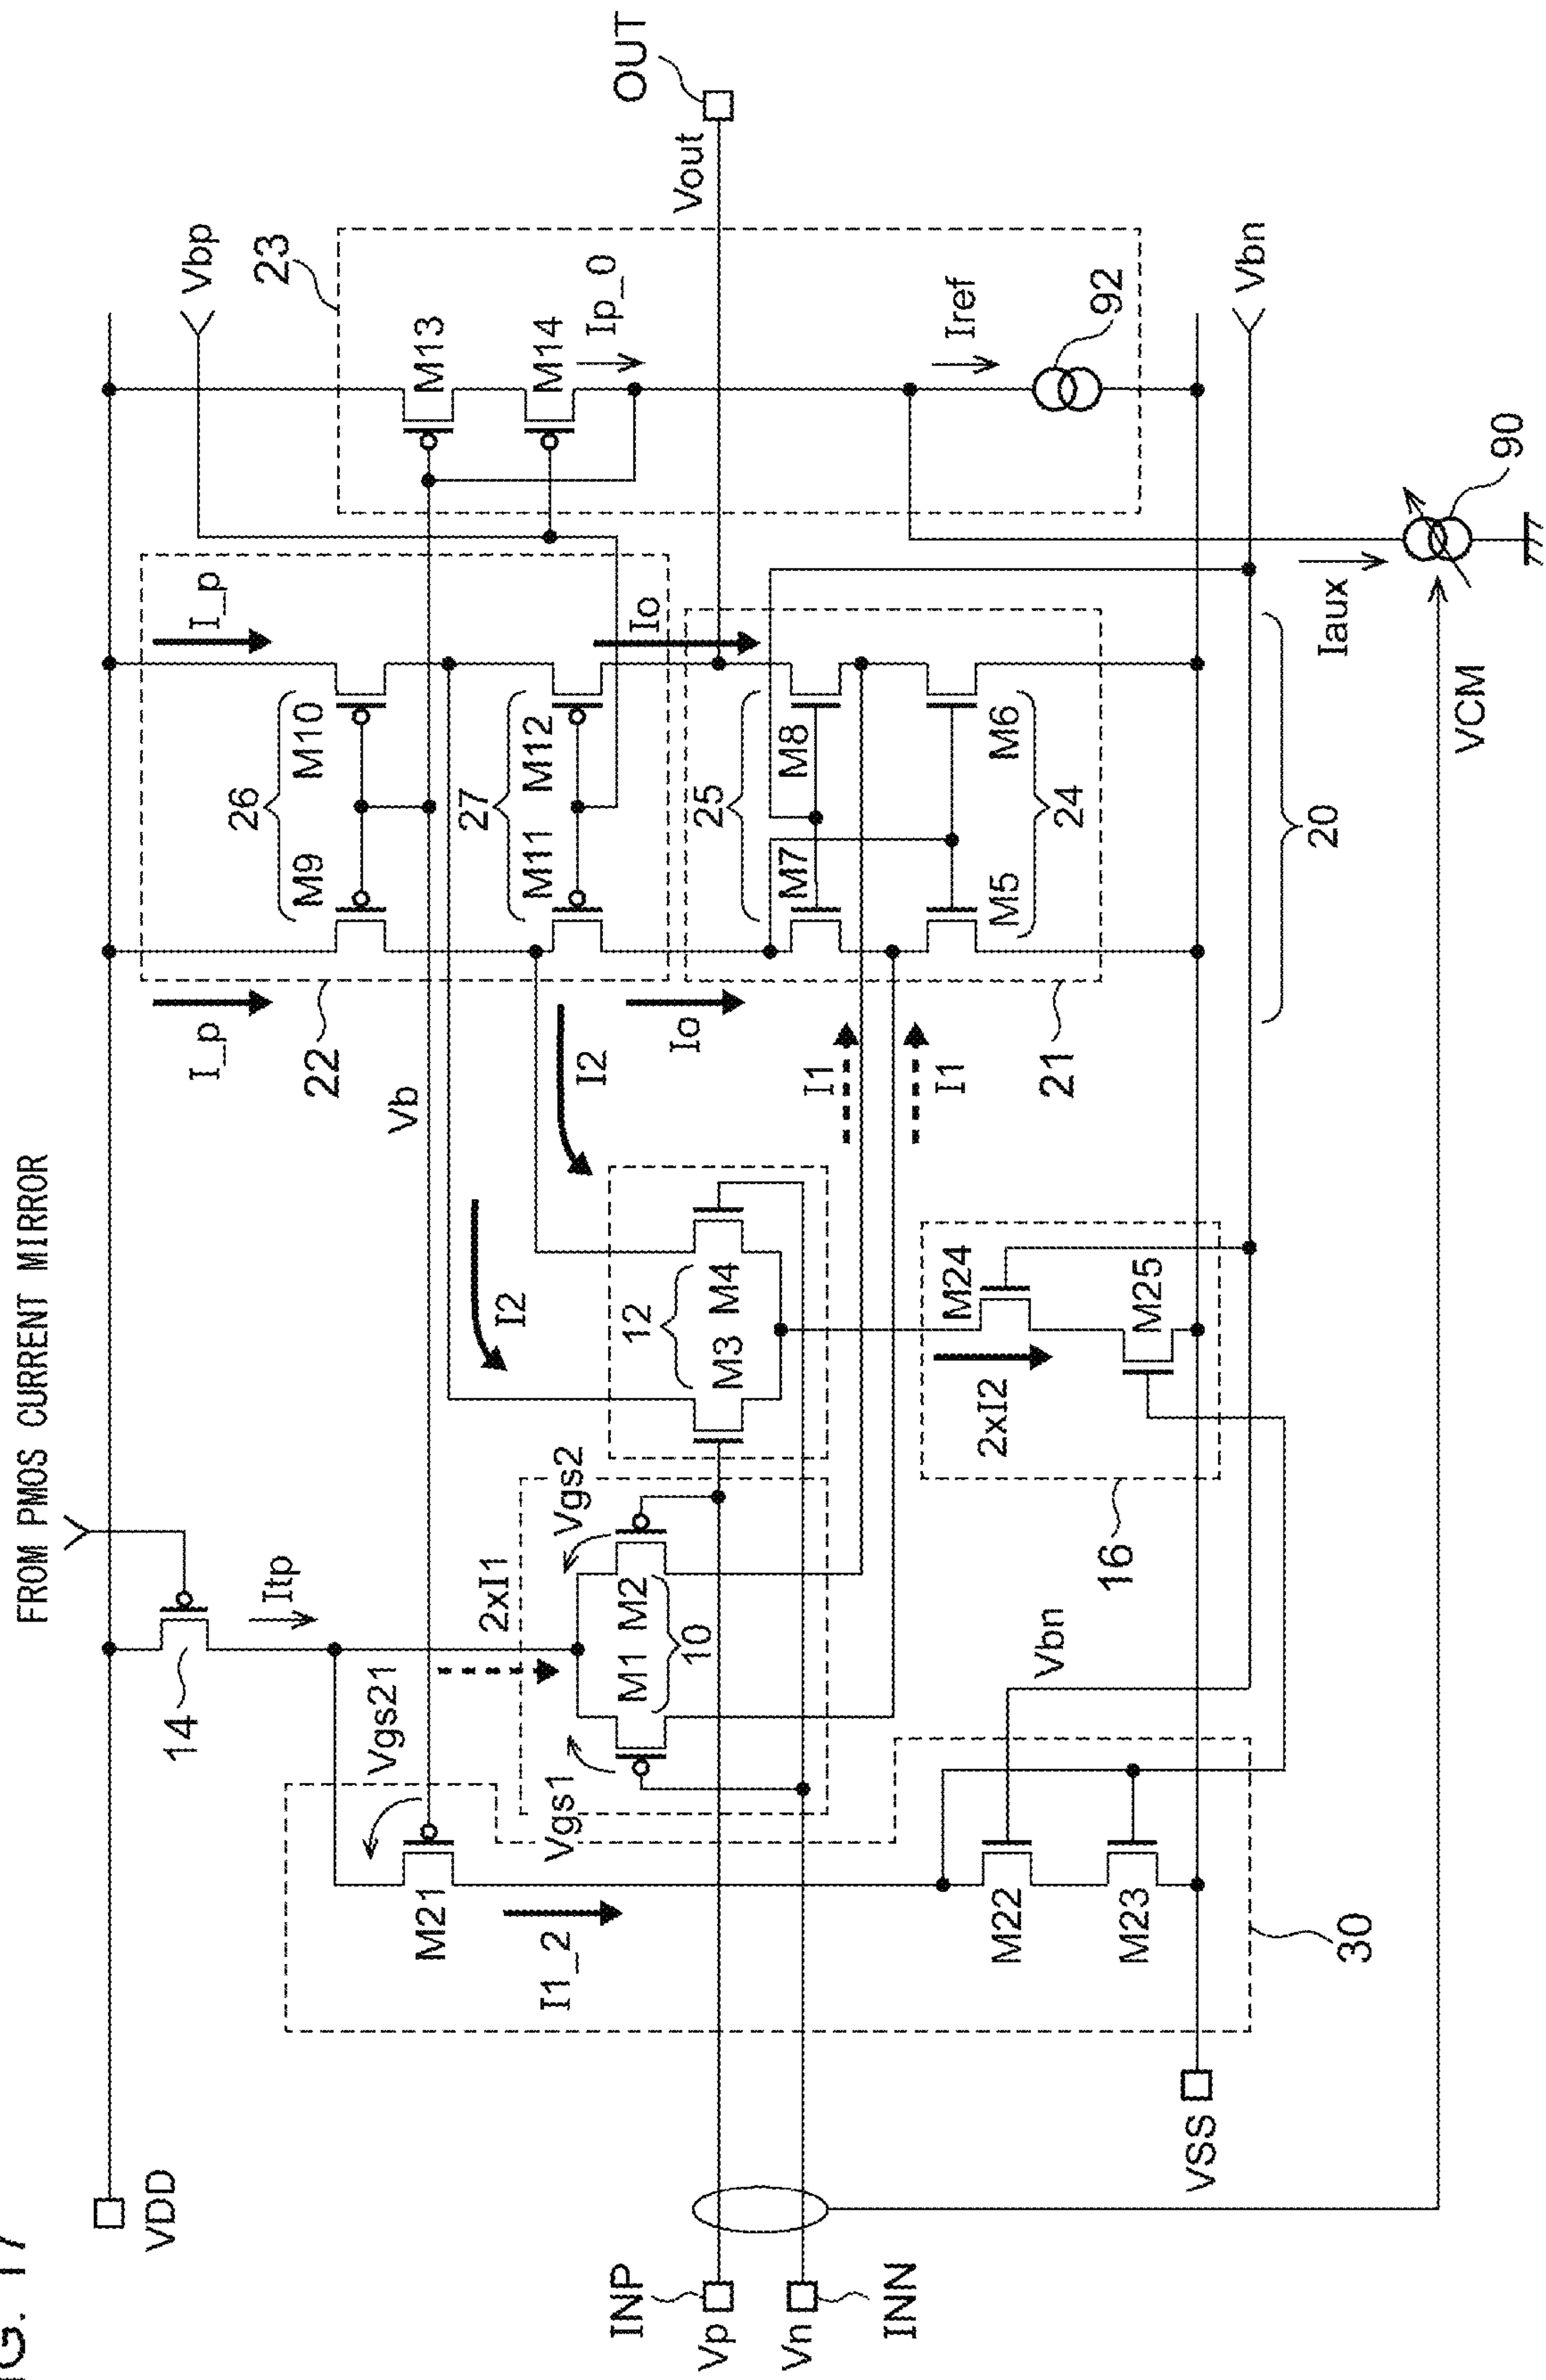 FIG. 17
FROM PMOS CURRENT MIRROR
VDD
14
Itp
Vb
I_p
I_p
22
26
M9
M10
Vbp
23
M13
M14
Ip_0
Iref
92
27
M11
M12
Io
Io
Vout
OUT
25
M7
M8
M5
M6
24
21
20
Vgs21
M21
I1_2
2xI1
Vgs1
Vgs2
M1
M2
10
I2
I2
12
M3
M4
I1
I1
INP
Vp
Vn
INN
M22
M23
30
Vbn
16
2xI2
M24
M25
VSS
Vbn
Iaux
90
VCM